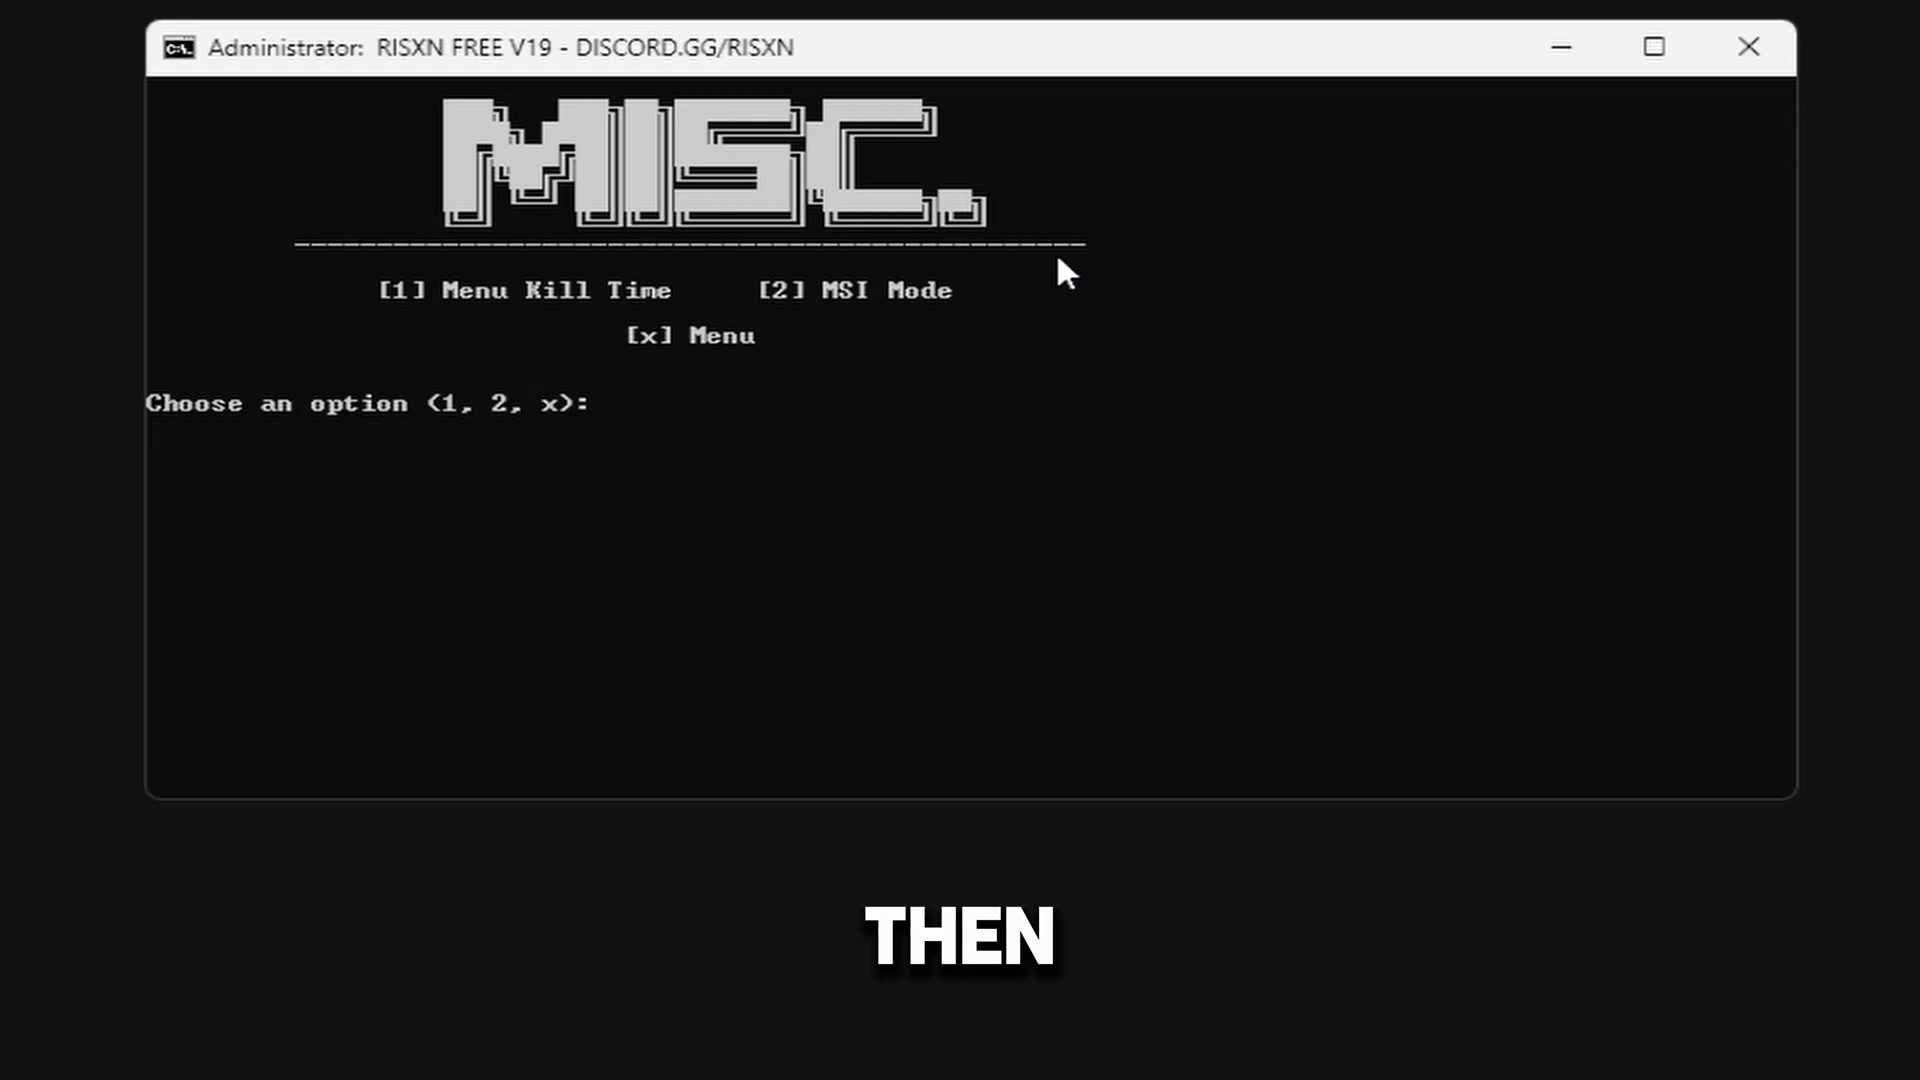 Administrator: RISXN FREE V19 - DISCORD.GG/RISXN
MISC.
[1] Menu Kill Time [2] MSI Mode
[x] Menu
Choose an option (1, 2, x):
THEN